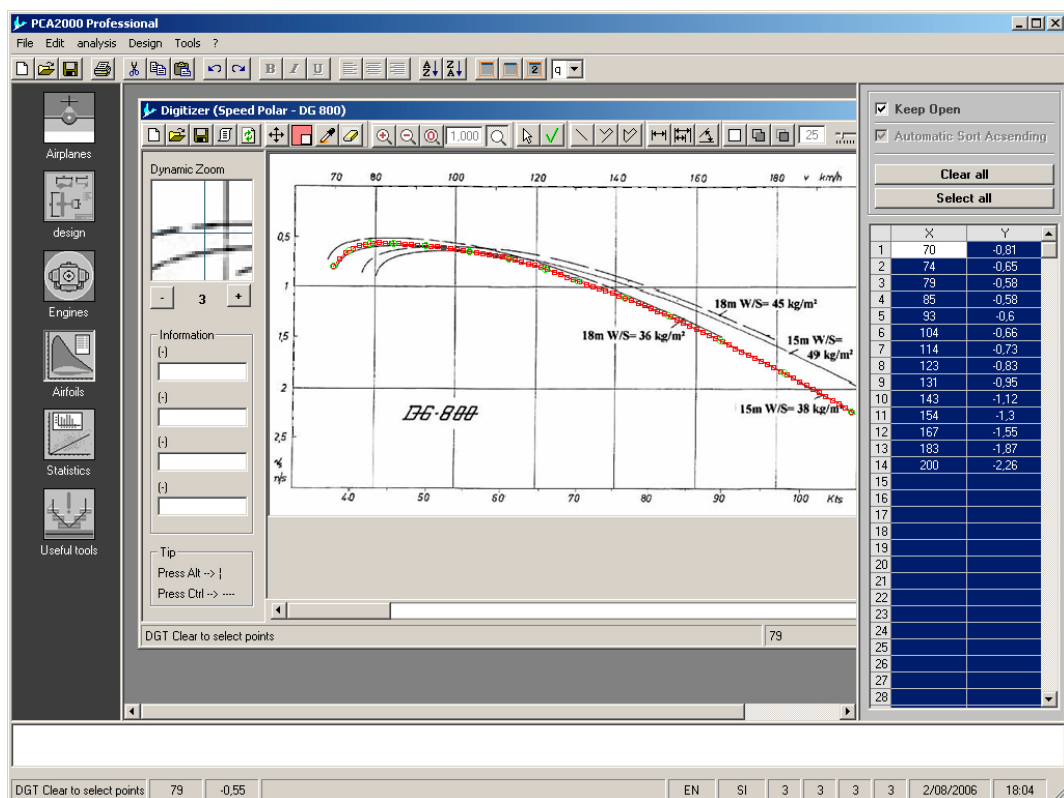 PCA2000 Professional
File Edit analysis Design Tools ?
B I U A Z Z A 2 q
Airplanes
design
Engines
Airfoils
Statistics
Useful tools
Digitizer (Speed Polar - DG 800)
1,000 25
Dynamic Zoom
- 3 +
Information
(-)
(-)
(-)
(-)
Tip
Press Alt --> ¦
Press Ctrl --> ----
70 80 100 120 140 160 180 v km/h
0,5
1
1,5
2
2,5
18m W/S= 45 kg/m²
18m W/S= 36 kg/m²
15m W/S=
49 kg/m²
15m W/S= 38 kg/m
DG-800
40 50 60 70 80 90 100 Kts
DGT Clear to select points 79
Keep Open
Automatic Sort Acsending
Clear all
Select all
X Y
1 70 -0,81
2 74 -0,65
3 79 -0,58
4 85 -0,58
5 93 -0,6
6 104 -0,66
7 114 -0,73
8 123 -0,83
9 131 -0,95
10 143 -1,12
11 154 -1,3
12 167 -1,55
13 183 -1,87
14 200 -2,26
15
16
17
18
19
20
21
22
23
24
25
26
27
28
DGT Clear to select points 79 -0,55 EN SI 3 3 3 3 2/08/2006 18:04